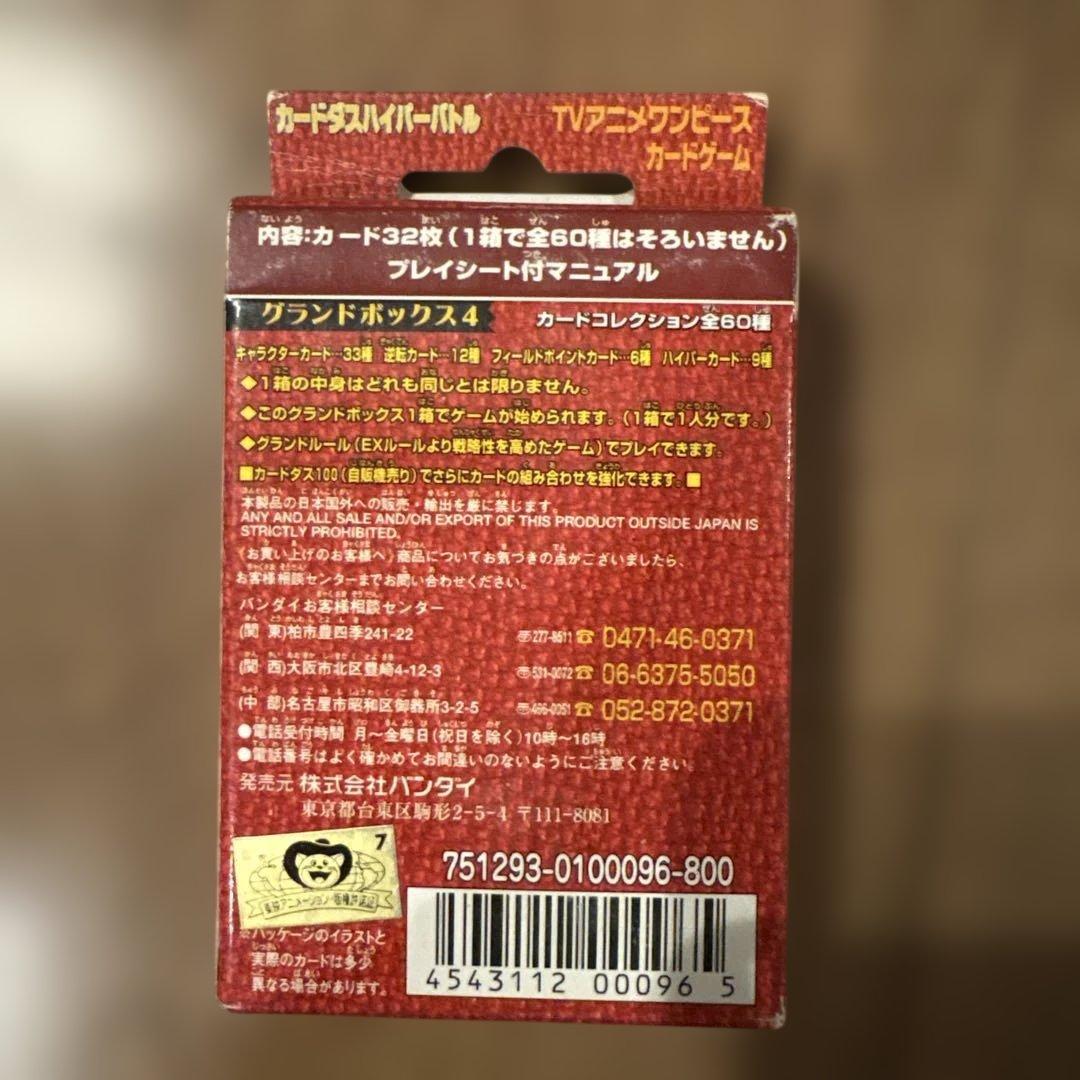 カードダスハイパーバトル TVアニメワンピース
カードゲーム
内容:カード32枚(1箱で全60種はそろいません)
プレイシート付マニュアル
グランドボックス4 カードコレクション全60種
キャラクターカード…33種 逆転カード…12種 フィールドポイントカード…6種 ハイパーカード…9種
◆1箱の中身はどれも同じとは限りません。
◆このグランドボックス1箱でゲームが始められます。(1箱で1人分です。)
◆グランドルール(EXルールより戦略性を高めたゲーム)でプレイできます。
■カードダス100(自販機売り)でさらにカードの組み合わせを強化できます。■
本製品の日本国外への販売・輸出を厳に禁じます。
ANY AND ALL SALE AND/OR EXPORT OF THIS PRODUCT OUTSIDE JAPAN IS
STRICTLY PROHIBITED.
(お買い上げのお客様へ)商品についてお気づきの点がございましたら、
お客様相談センターまでお問い合わせください。
バンダイお客様相談センター
(関 東)柏市豊四季241-22 〠277-8511 ☎ 0471-46-0371
(関 西)大阪市北区豊崎4-12-3 〠531-0072 ☎ 06-6375-5050
(中 部)名古屋市昭和区御器所3-2-5 〠466-0051 ☎ 052-872-0371
●電話受付時間 月～金曜日(祝日を除く)10時～16時
●電話番号はよく確かめてお間違いのないようにご注意ください。
発売元 株式会社バンダイ
東京都台東区駒形2-5-4 〒111-8081
7
東映アニメーション・版権許諾証
751293-0100096-800
※パッケージのイラストと
実際のカードは多少
異なる場合があります。
4543112 00096 5